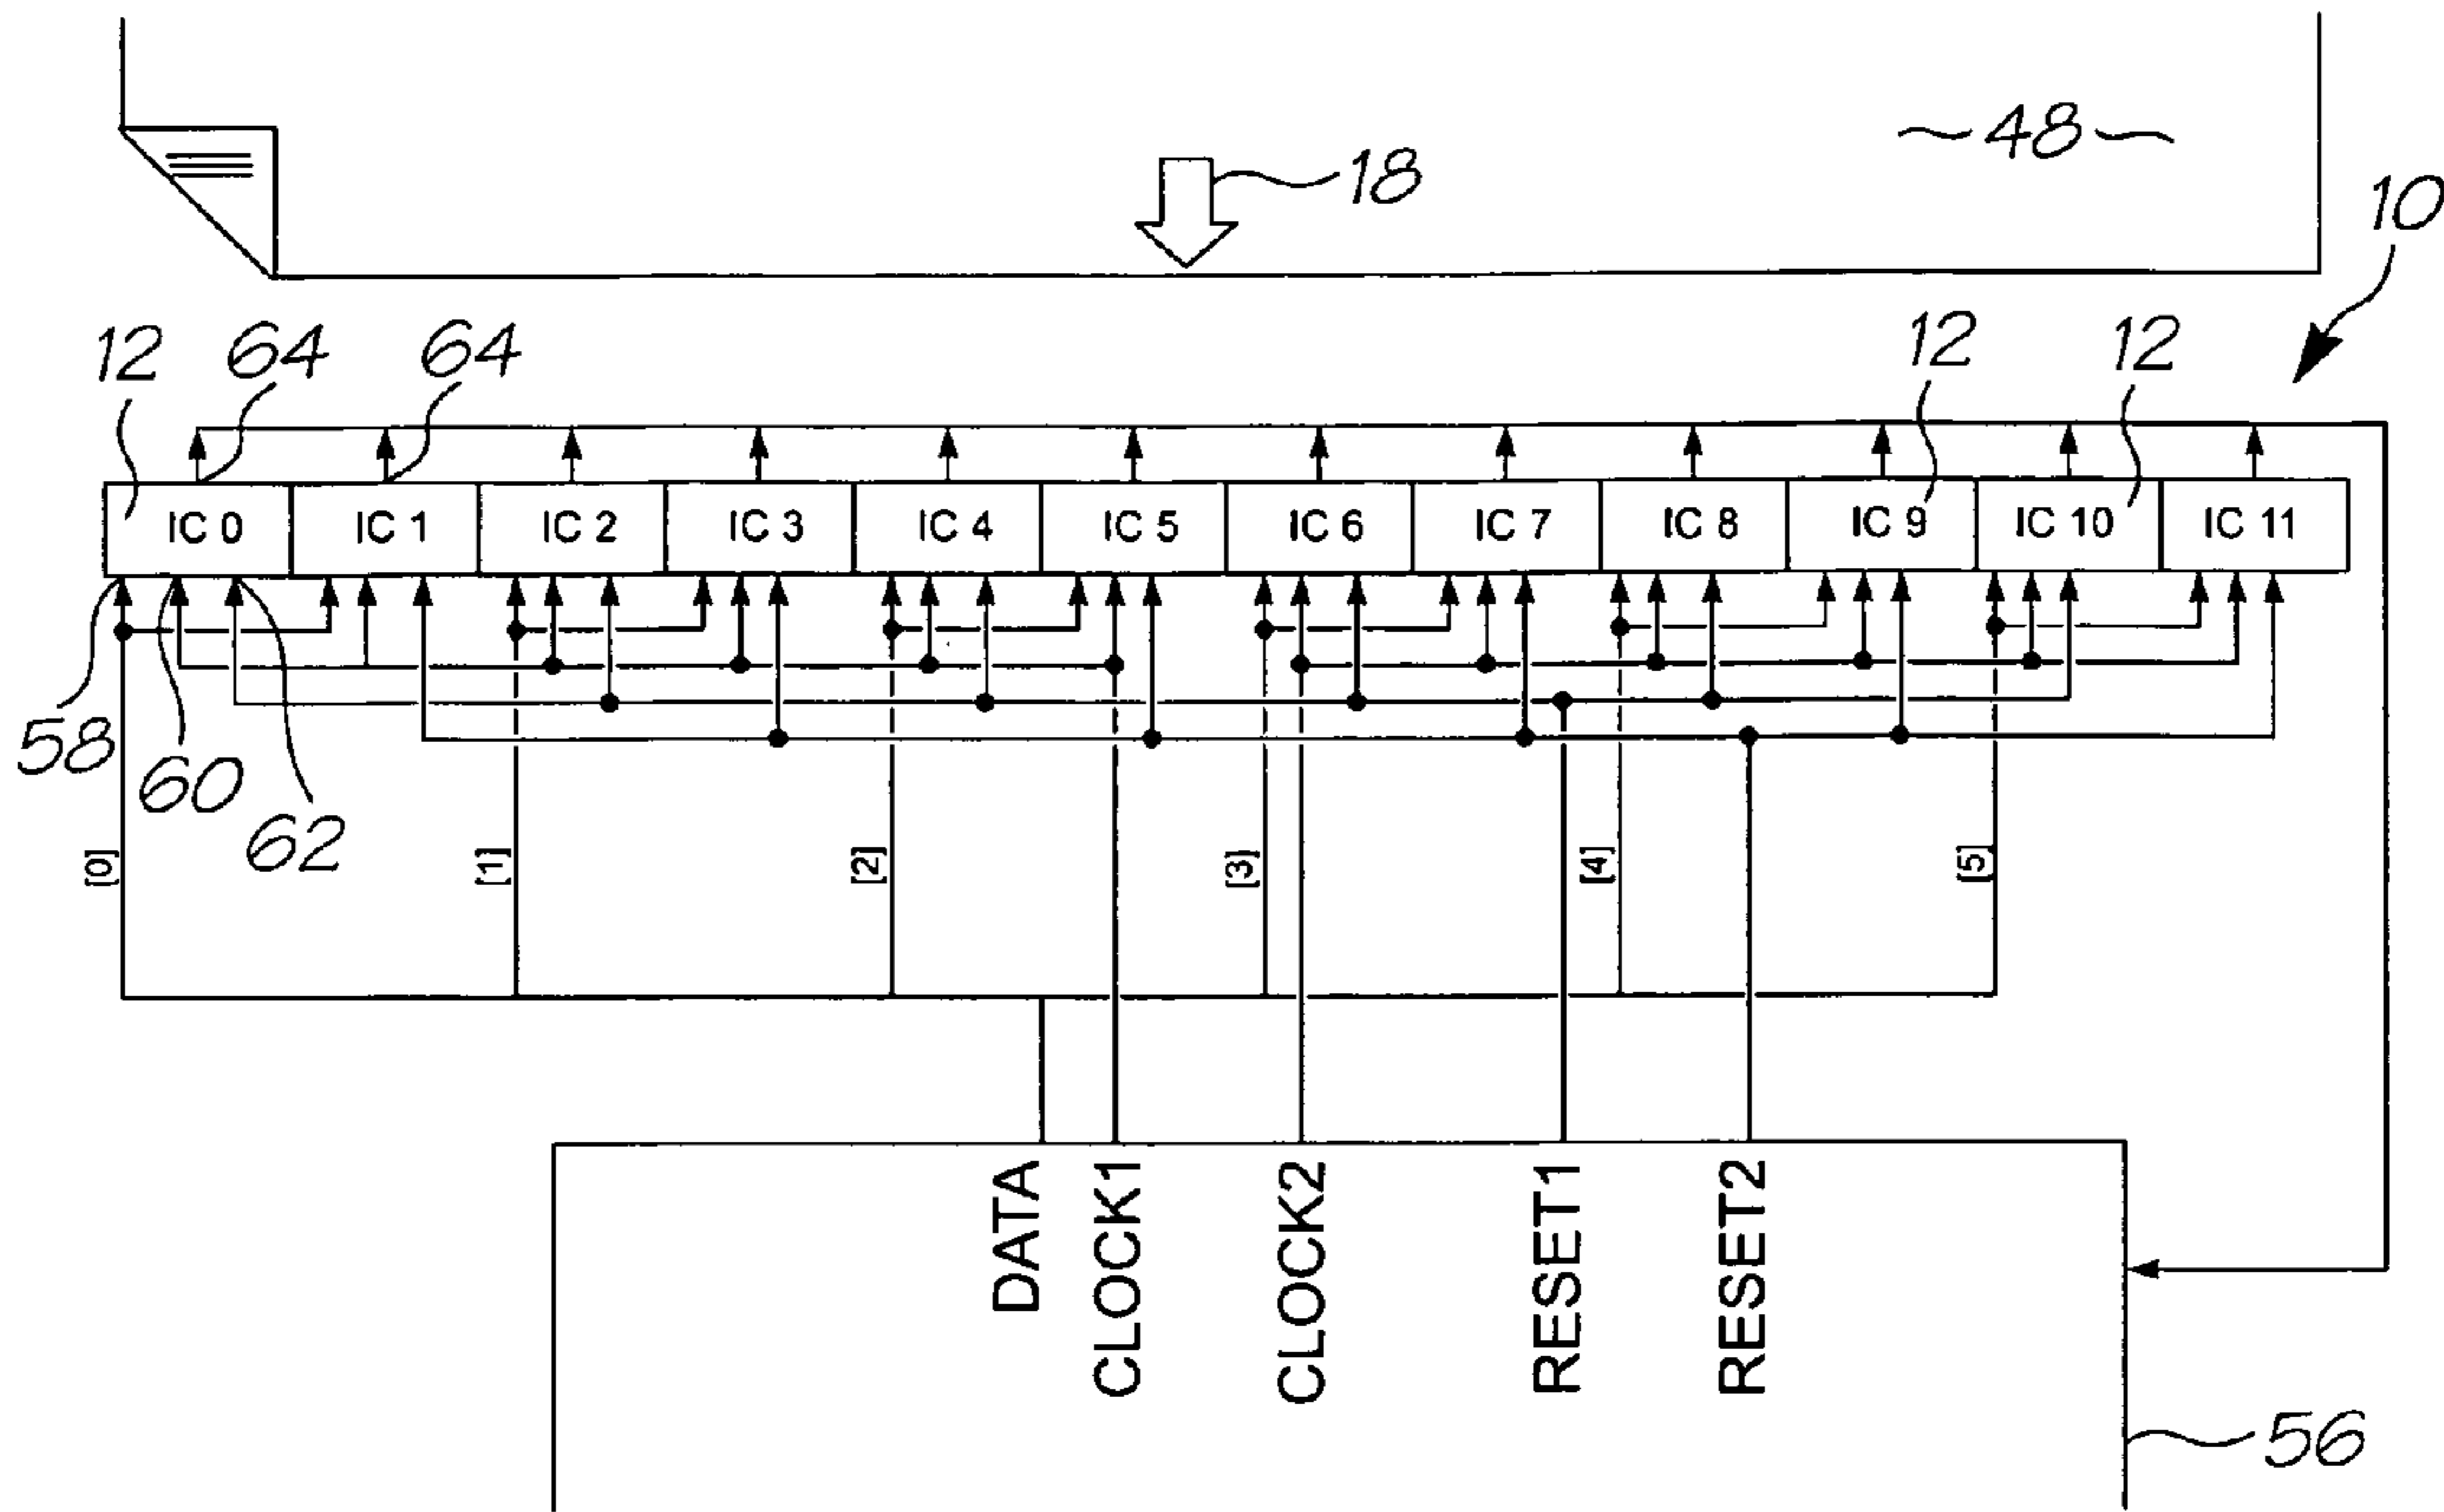 ~48~
18
10
12 64 64 12 12
IC 0 IC 1 IC 2 IC 3 IC 4 IC 5 IC 6 IC 7 IC 8 IC 9 IC 10 IC 11
58 60 62
[0] [1] [2] [3] [4] [5]
DATA
CLOCK1
CLOCK2
RESET1
RESET2
56